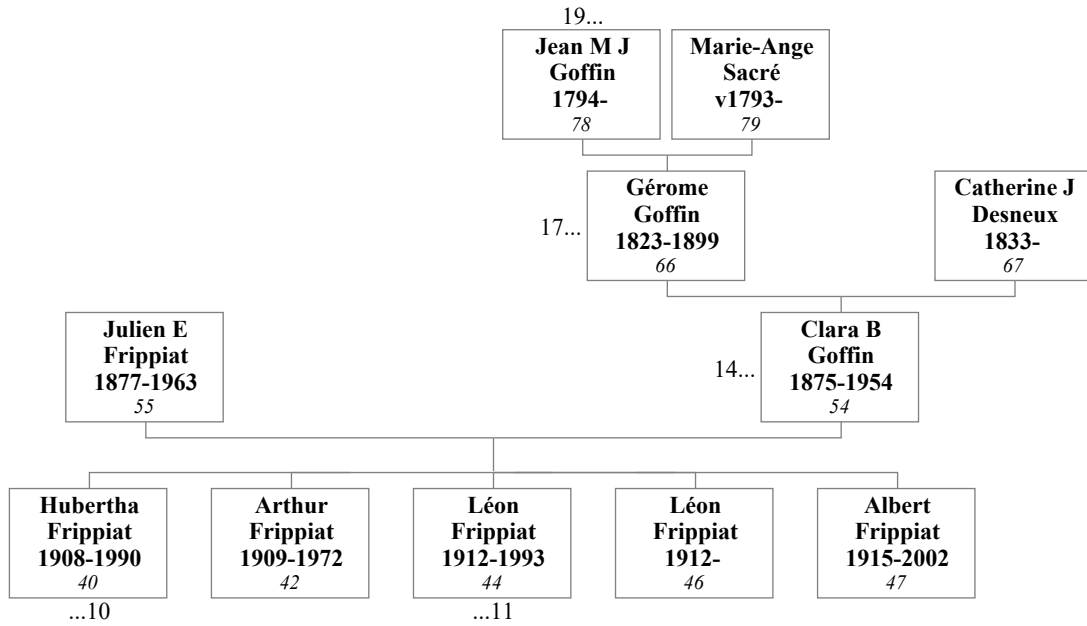 19...
Jean M J
Goffin
1794-
78
Marie-Ange
Sacré
v1793-
79
17...
Gérome
Goffin
1823-1899
66
Catherine J
Desneux
1833-
67
Julien E
Frippiat
1877-1963
55
14...
Clara B
Goffin
1875-1954
54
Hubertha
Frippiat
1908-1990
40
...10
Arthur
Frippiat
1909-1972
42
Léon
Frippiat
1912-1993
44
...11
Léon
Frippiat
1912-
46
Albert
Frippiat
1915-2002
47